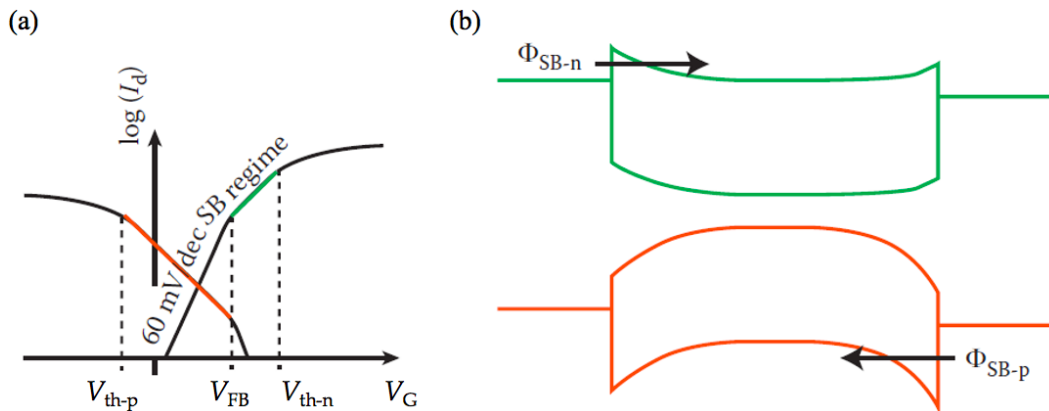 (a)
log (I_d)
60 mV/dec SB regime
V_th-p
V_FB
V_th-n
V_G
(b)
Φ_SB-n
Φ_SB-p